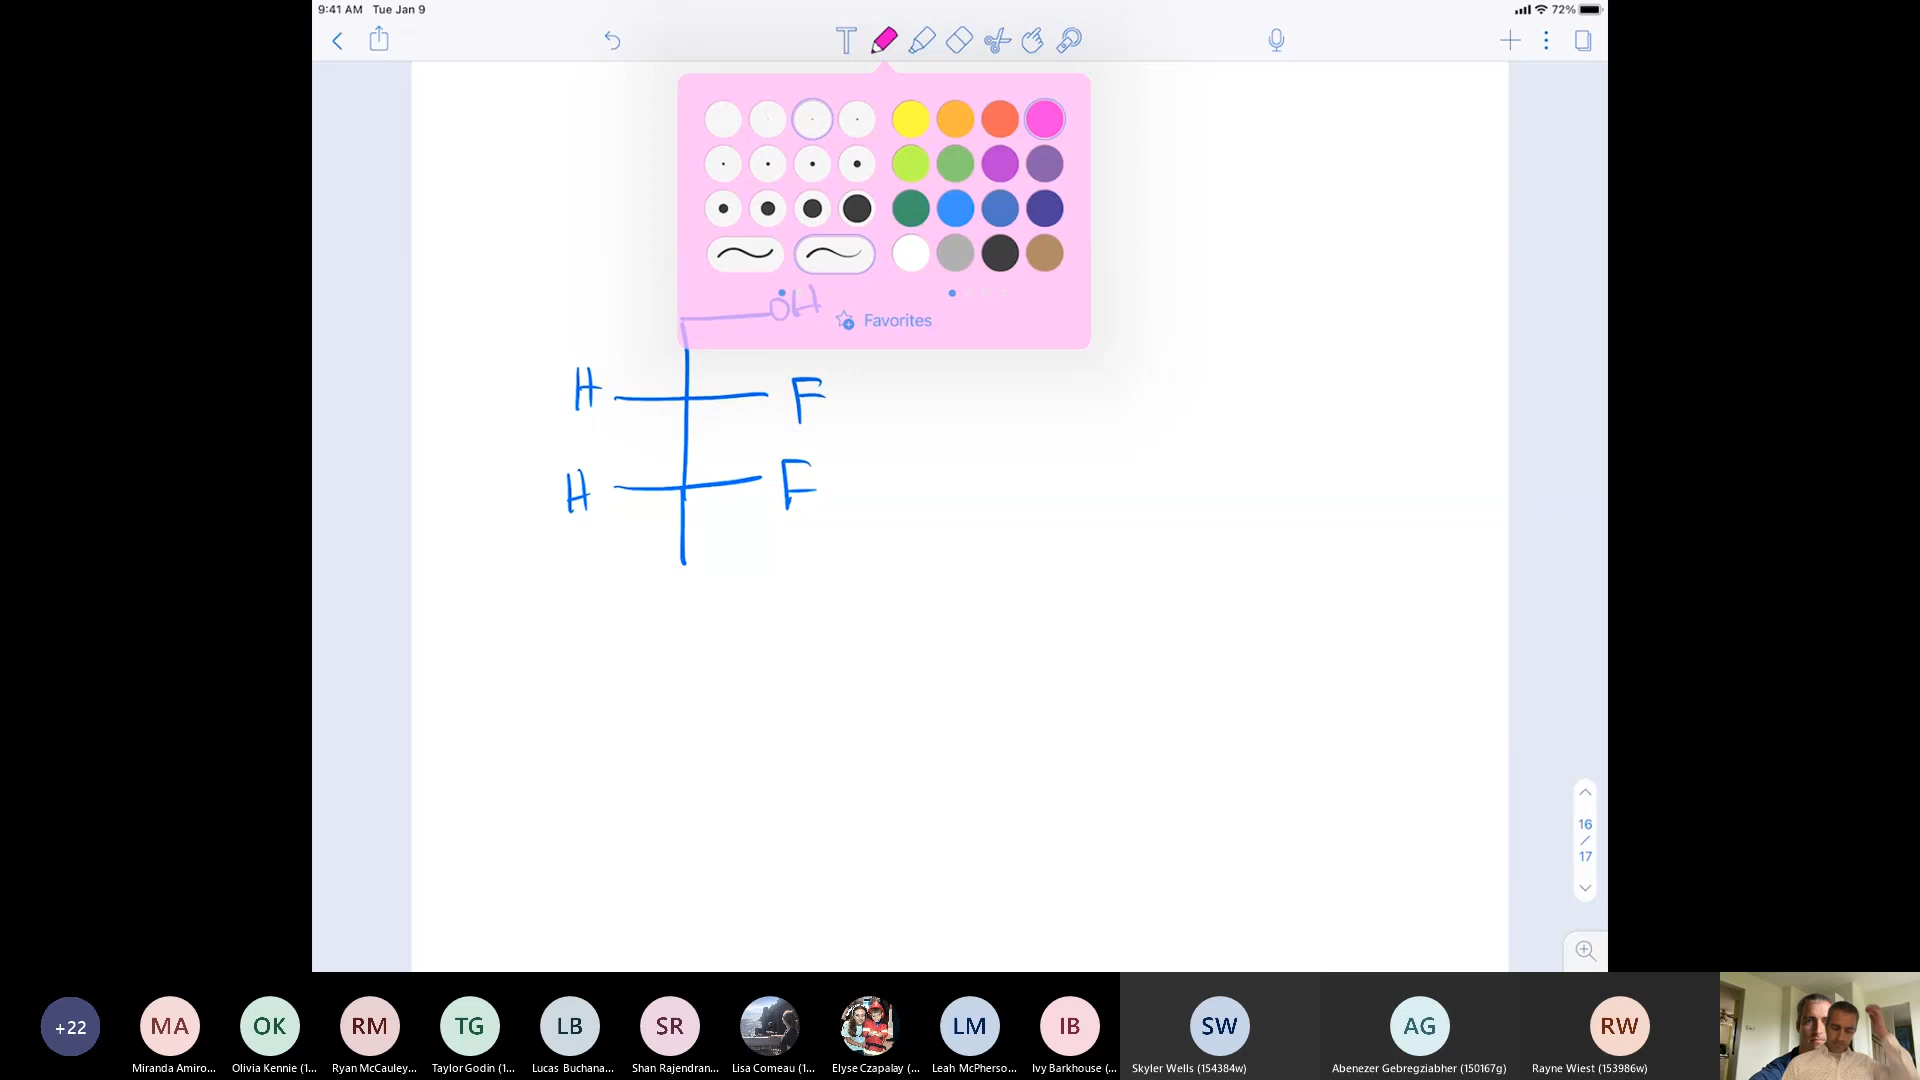 9:41 AM Tue Jan 9
72%
T
Favorites
OH
H F
H F
16
/
17
+22
MA OK RM TG LB SR LM IB SW AG RW
Miranda Amiro... Olivia Kennie (1... Ryan McCauley... Taylor Godin (1... Lucas Buchana... Shan Rajendran... Lisa Comeau (1... Elyse Czapalay (... Leah McPherso... Ivy Barkhouse (... Skyler Wells (154384w) Abenezer Gebregziabher (150167g) Rayne Wiest (153986w)